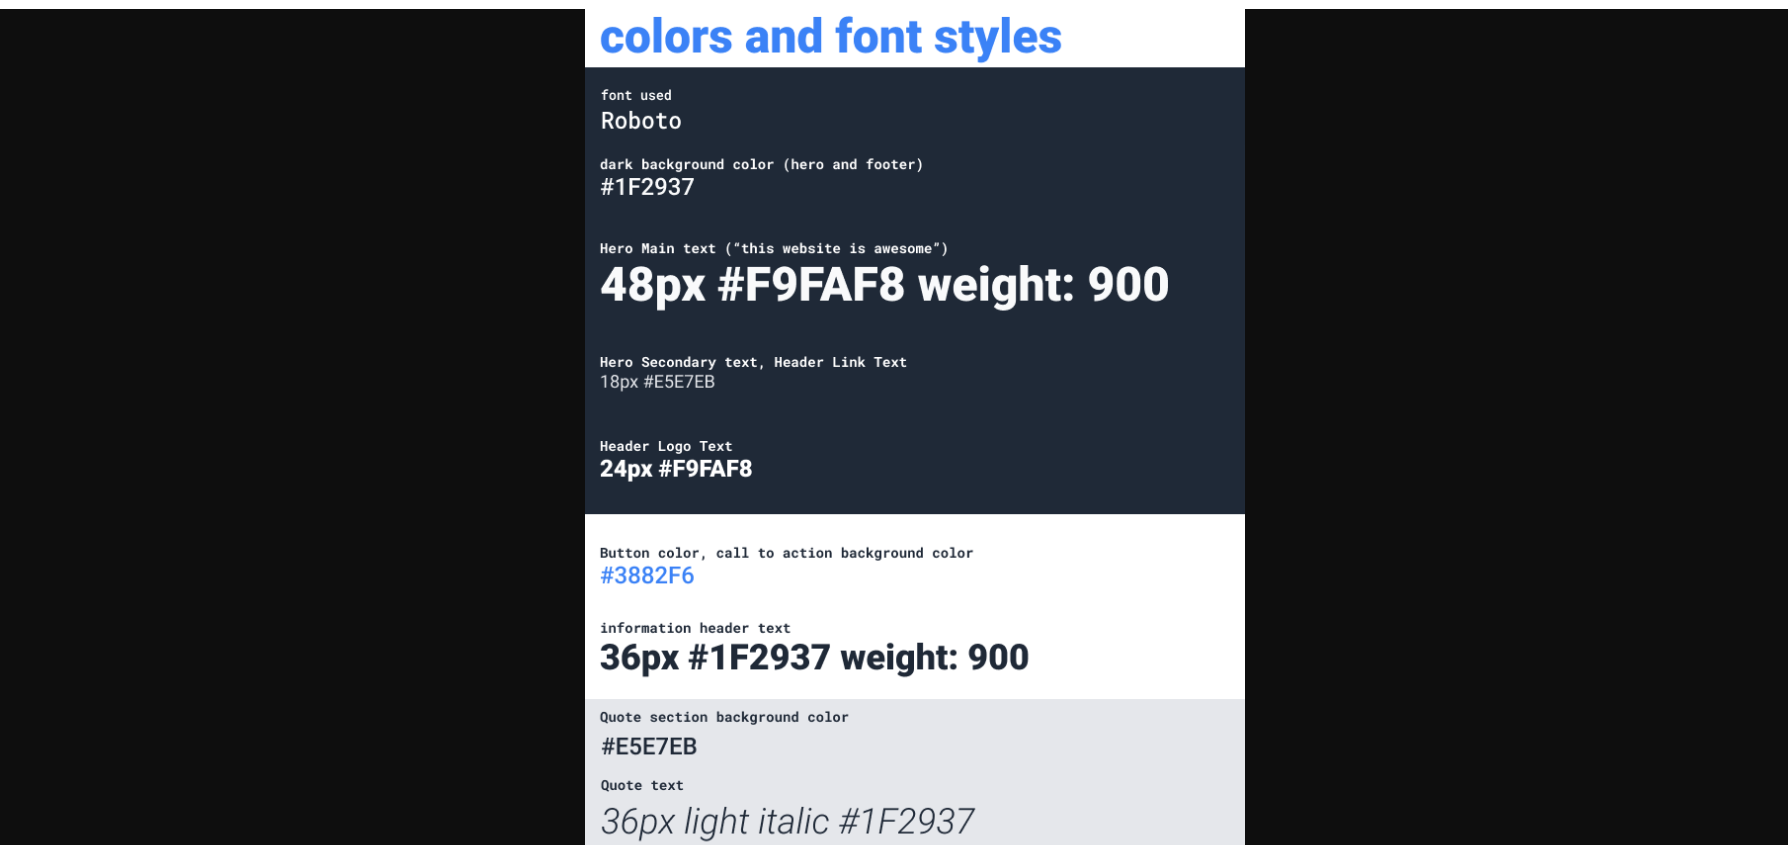 colors and font styles
font used
Roboto
dark background color (hero and footer)
#1F2937
Hero Main text (“this website is awesome”)
48px #F9FAF8 weight: 900
Hero Secondary text, Header Link Text
18px #E5E7EB
Header Logo Text
24px #F9FAF8
Button color, call to action background color
#3882F6
information header text
36px #1F2937 weight: 900
Quote section background color
#E5E7EB
Quote text
36px light italic #1F2937